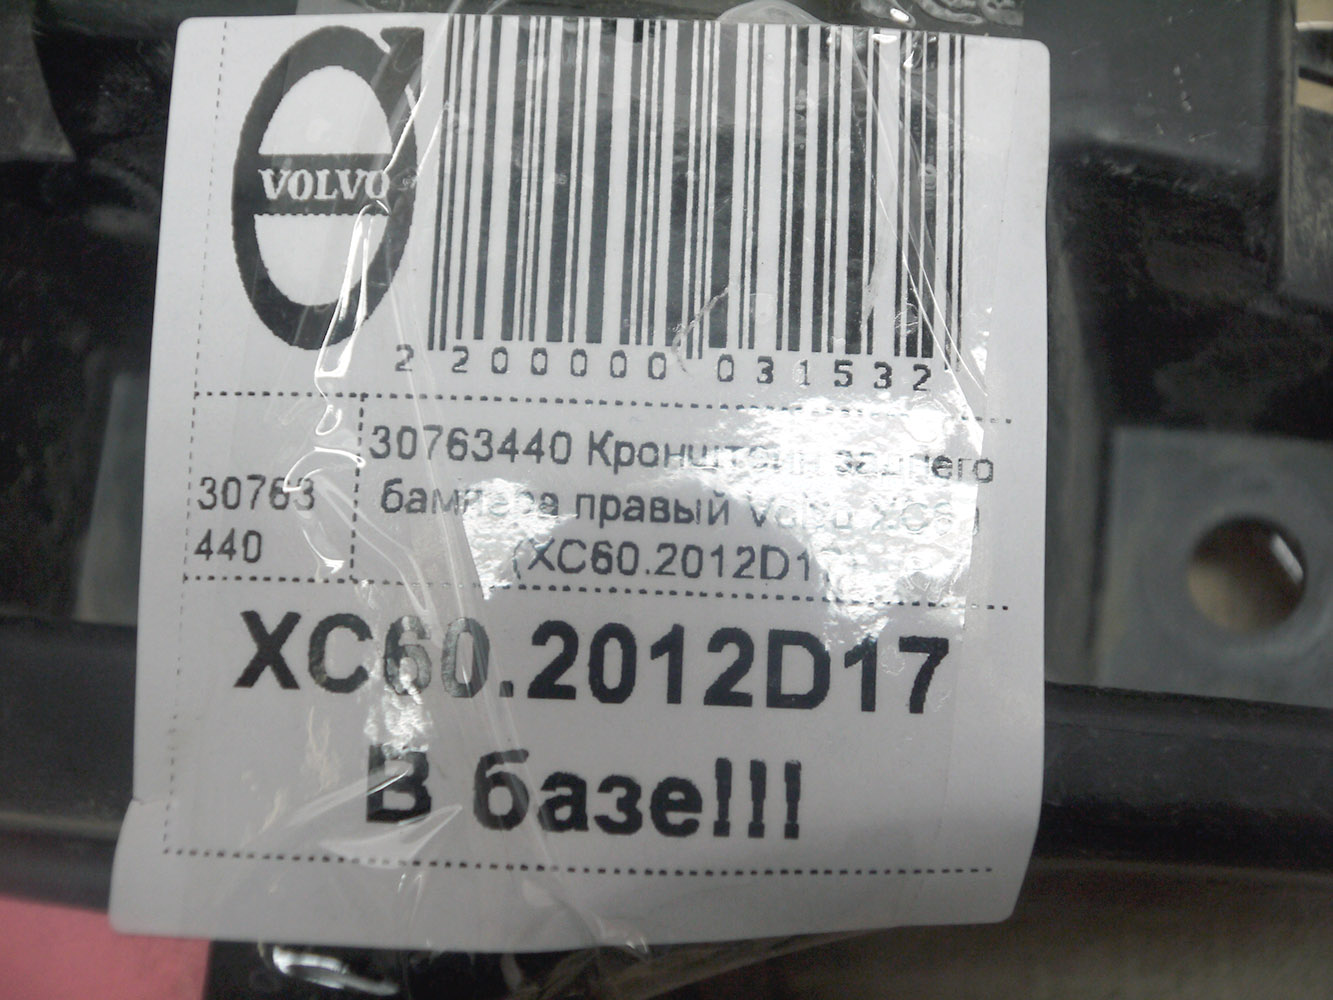 VOLVO
2 200000 031532
30763
440
30763440 Кронштейн заднего
бампера правый Volvo XC60
(XC60.2012D17)
XC60.2012D17
В базе!!!